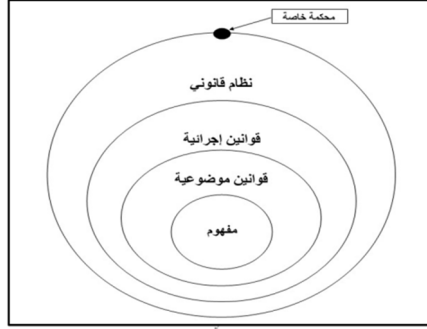 محكمة خاصة
نظام قانوني
قوانين إجرائية
قوانين موضوعية
مفهوم